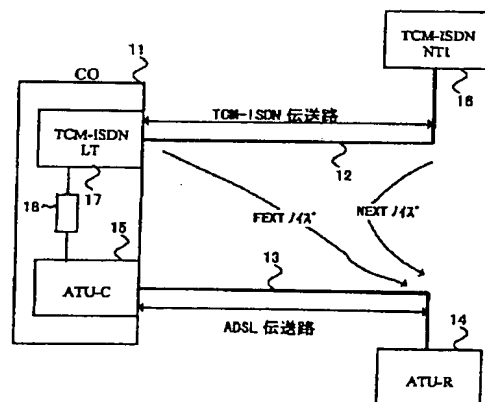 11
CO
TCM-ISDN
LT
17
18
15
ATU-C
TCM-ISDN
NT1
16
TCM-ISDN 伝送路
12
FEXT ノイズ
NEXT ノイズ
13
ADSL 伝送路
14
ATU-R